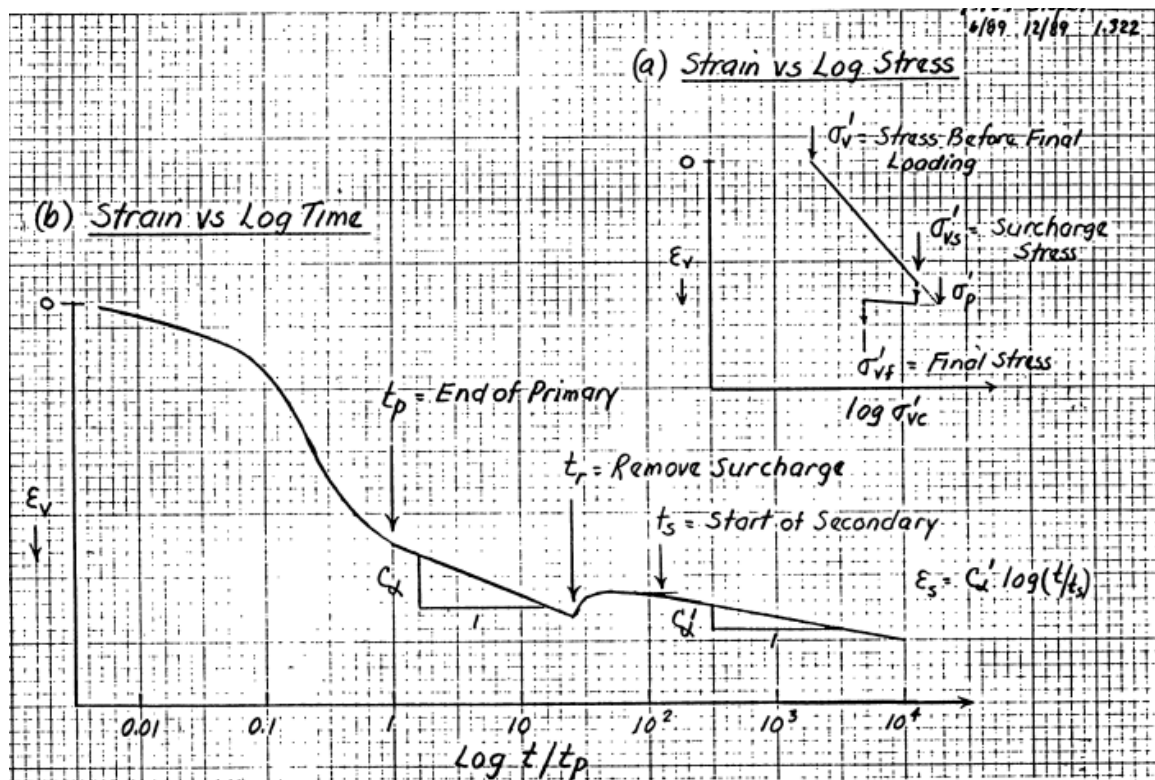 6/89 12/89 1.322
(a) Strain vs Log Stress
σ'v = Stress Before Final
Loading
0
(b) Strain vs Log Time
σ'vs = Surcharge
Stress
εv
σ'p
0
σ'vf = Final Stress
tp = End of Primary
log σ'vc
tr = Remove Surcharge
εv
ts = Start of Secondary
Cα
εs = Cα' log(t/ts)
1
Cα'
1
0.01 0.1 1 10 10² 10³ 10⁴
Log t/tp